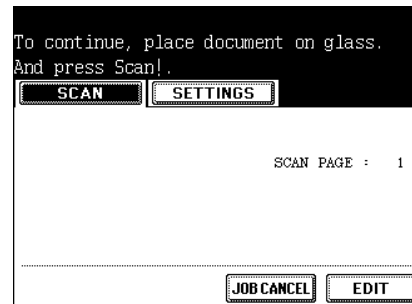 To continue, place document on glass.
And press Scan!.
SCAN SETTINGS
SCAN PAGE : 1
JOB CANCEL EDIT